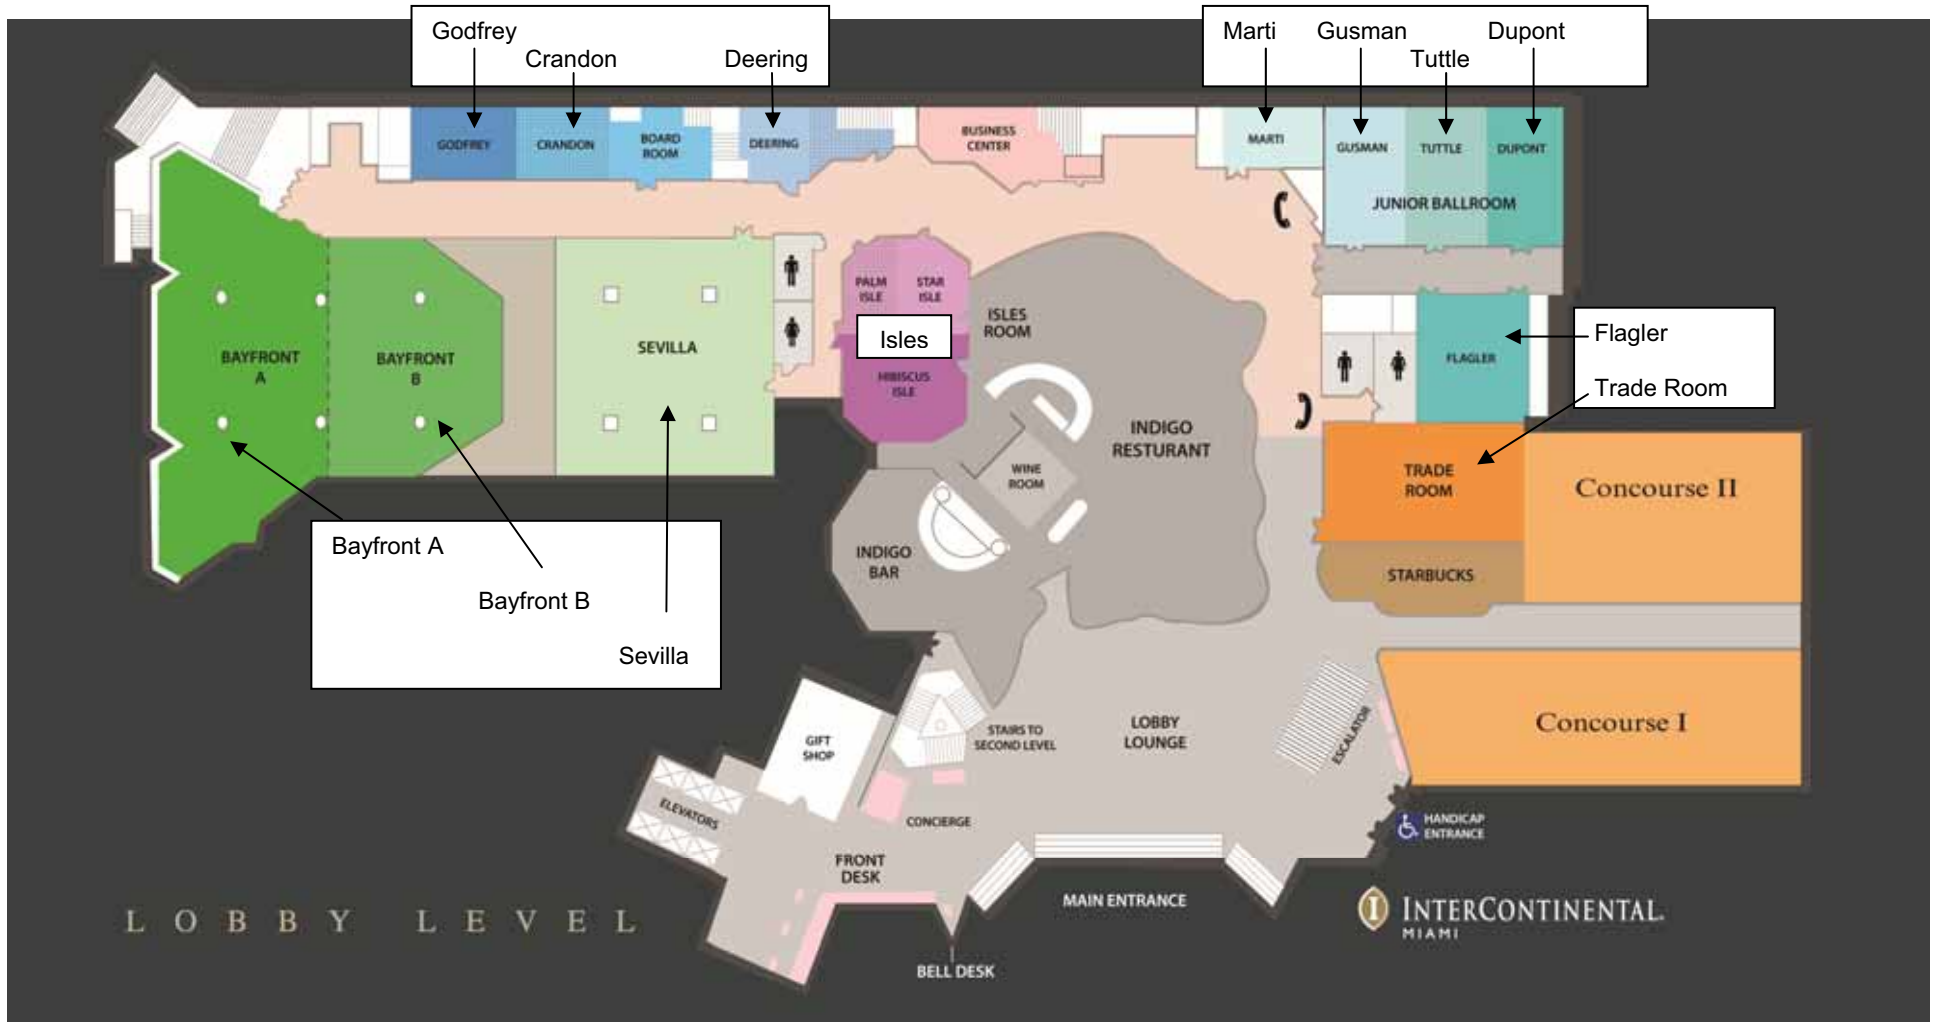 Godfrey
Crandon
Deering
Marti
Gusman
Tuttle
Dupont
GODFREY
CRANDON
BOARD
ROOM
DEERING
BUSINESS
CENTER
MARTI
GUSMAN
TUTTLE
DUPONT
JUNIOR BALLROOM
PALM
ISLE
STAR
ISLE
Isles
HIBISCUS
ISLE
ISLES
ROOM
BAYFRONT
A
BAYFRONT
B
SEVILLA
FLAGLER
Flagler
Trade Room
INDIGO
RESTURANT
WINE
ROOM
TRADE
ROOM
Concourse II
INDIGO
BAR
STARBUCKS
Bayfront A
Bayfront B
Sevilla
GIFT
SHOP
STAIRS TO
SECOND LEVEL
LOBBY
LOUNGE
ESCALATOR
Concourse I
ELEVATORS
CONCIERGE
HANDICAP
ENTRANCE
FRONT
DESK
MAIN ENTRANCE
LOBBY LEVEL
I
INTERCONTINENTAL.
MIAMI
BELL DESK